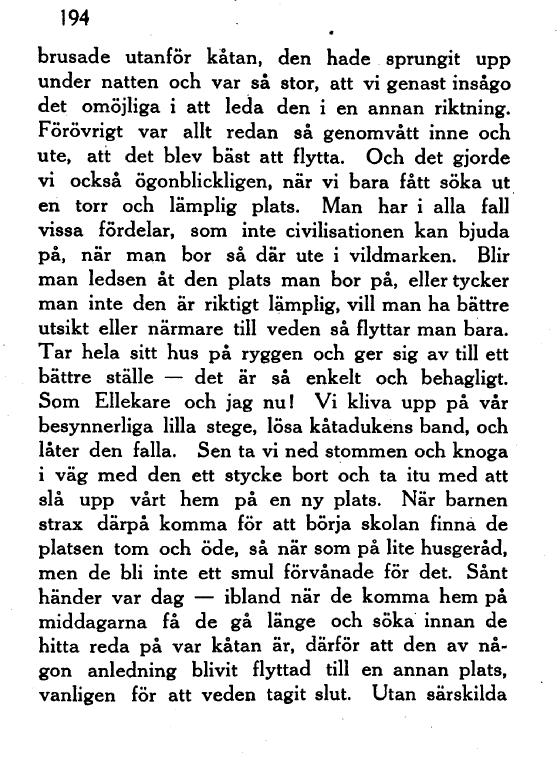 194
brusade utanför kåtan, den hade sprungit upp
under natten och var så stor, att vi genast insågo
det omöjliga i att leda den i en annan riktning.
Förövrigt var allt redan så genomvått inne och
ute, att det blev bäst att flytta. Och det gjorde
vi också ögonblickligen, när vi bara fått söka ut
en torr och lämplig plats. Man har i alla fall
vissa fördelar, som inte civilisationen kan bjuda
på, när man bor så där ute i vildmarken. Blir
man ledsen åt den plats man bor på, eller tycker
man inte den är riktigt lämplig, vill man ha bättre
utsikt eller närmare till veden så flyttar man bara.
Tar hela sitt hus på ryggen och ger sig av till ett
bättre ställe — det är så enkelt och behagligt.
Som Ellekare och jag nu! Vi kliva upp på vår
besynnerliga lilla stege, lösa kåtadukens band, och
låter den falla. Sen ta vi ned stommen och knoga
i väg med den ett stycke bort och ta itu med att
slå upp vårt hem på en ny plats. När barnen
strax därpå komma för att börja skolan finna de
platsen tom och öde, så när som på lite husgeråd,
men de bli inte ett smul förvånade för det. Sånt
händer var dag — ibland när de komma hem på
middagarna få de gå länge och söka innan de
hitta reda på var kåtan är, därför att den av nå-
gon anledning blivit flyttad till en annan plats,
vanligen för att veden tagit slut. Utan särskilda